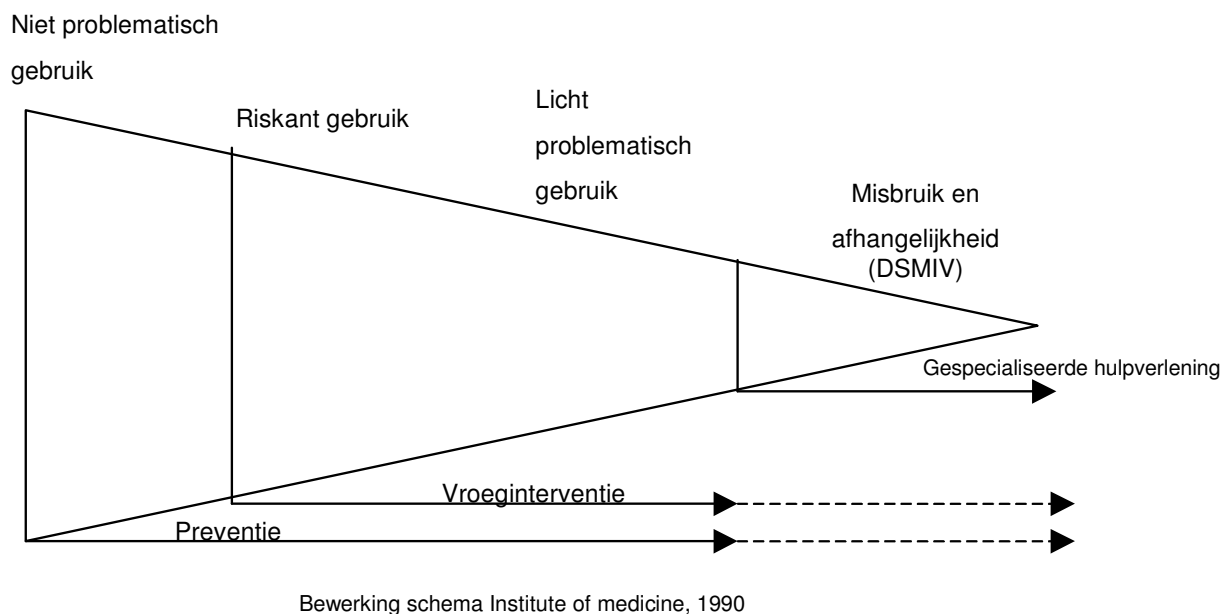 Niet problematisch
gebruik
Riskant gebruik
Licht
problematisch
gebruik
Misbruik en
afhangelijkheid
(DSMIV)
Gespecialiseerde hulpverlening
Vroeginterventie
Preventie
Bewerking schema Institute of medicine, 1990